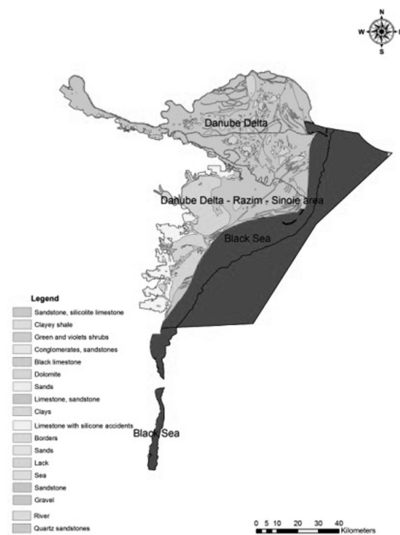 N
W E
S
Danube Delta
Danube Delta - Razim - Sinoie area
Black Sea
Legend
Sandstone, silicolite limestone
Clayey shale
Green and violets shrubs
Conglomerates, sandstones
Black limestone
Dolomite
Sands
Limestone, sandstone
Clays
Limestone with silicone accidents
Borders
Sands
Lack
Sea
Sandstone
Gravel
River
Quartz sandstones
Black Sea
0 5 10 20 30 40
Kilometers